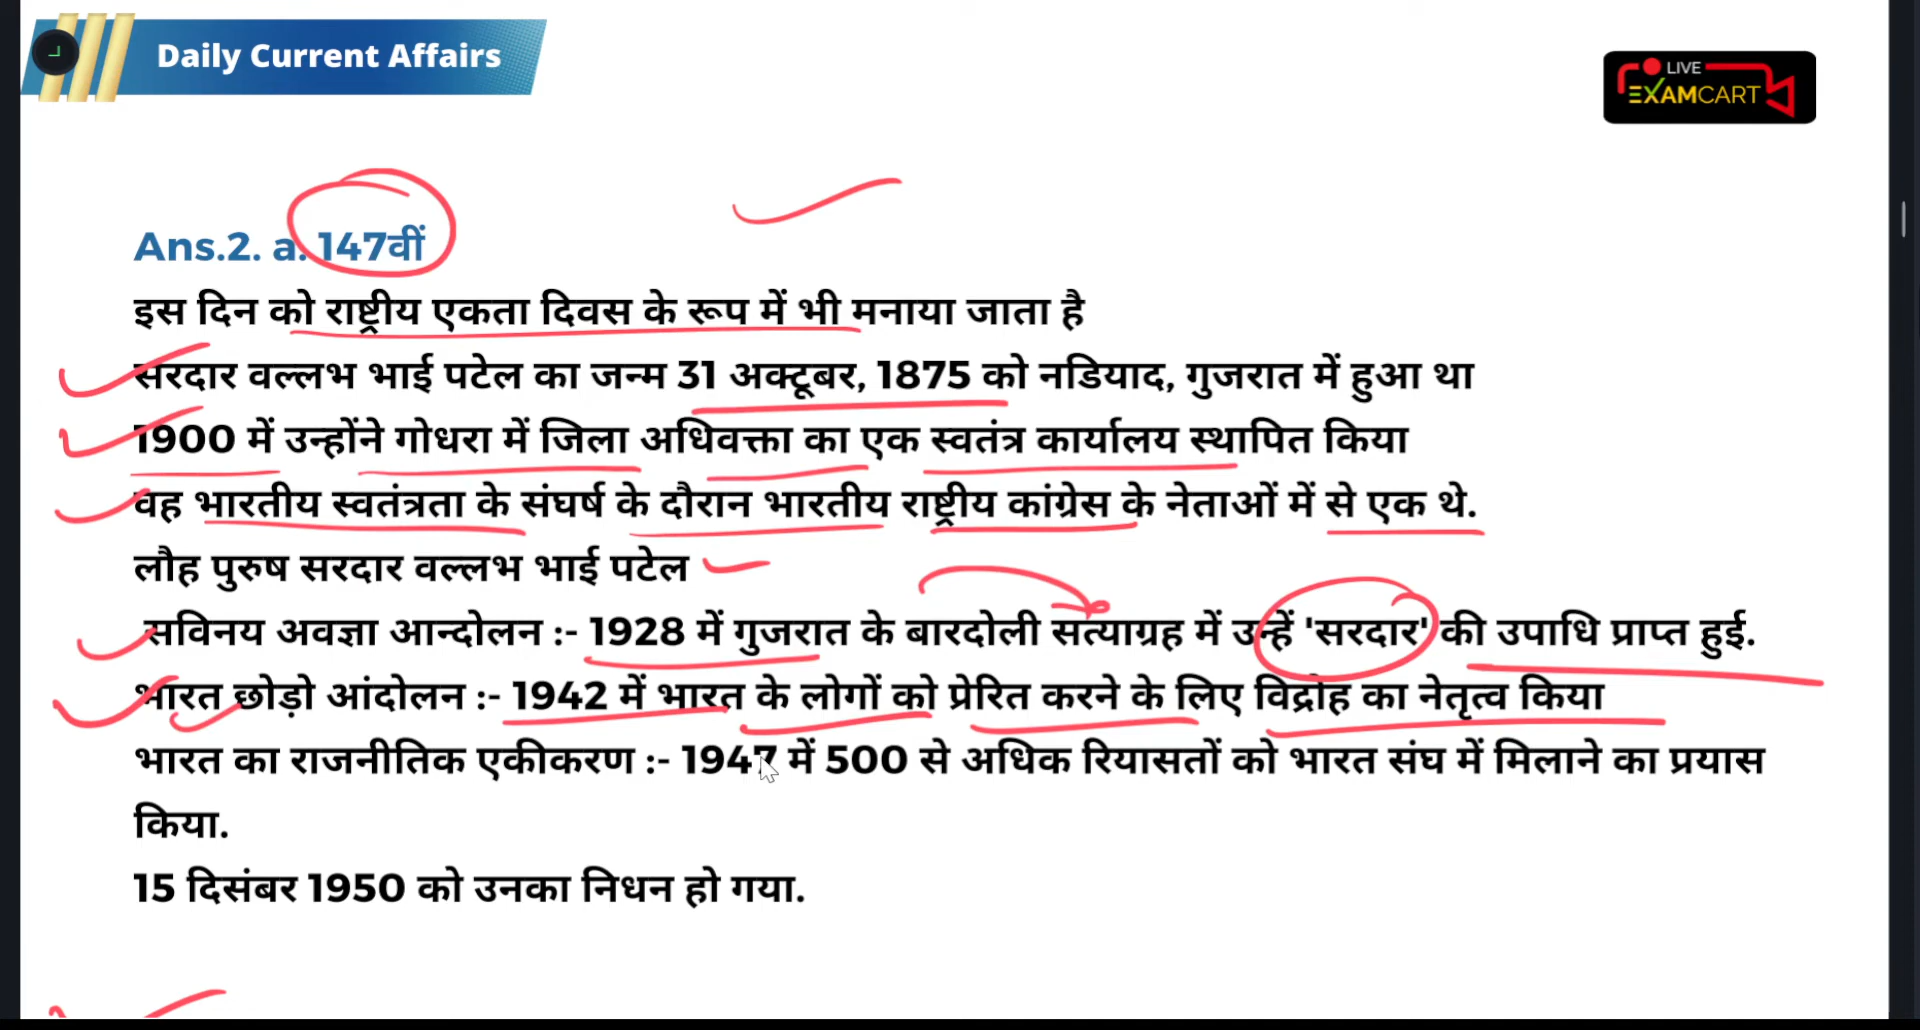 Daily Current Affairs
LIVE
EXAMCART
Ans.2. a. 147वीं
इस दिन को राष्ट्रीय एकता दिवस के रूप में भी मनाया जाता है
सरदार वल्लभ भाई पटेल का जन्म 31 अक्टूबर, 1875 को नडियाद, गुजरात में हुआ था
1900 में उन्होंने गोधरा में जिला अधिवक्ता का एक स्वतंत्र कार्यालय स्थापित किया
वह भारतीय स्वतंत्रता के संघर्ष के दौरान भारतीय राष्ट्रीय कांग्रेस के नेताओं में से एक थे.
लौह पुरुष सरदार वल्लभ भाई पटेल
सविनय अवज्ञा आन्दोलन :- 1928 में गुजरात के बारदोली सत्याग्रह में उन्हें 'सरदार' की उपाधि प्राप्त हुई.
भारत छोड़ो आंदोलन :- 1942 में भारत के लोगों को प्रेरित करने के लिए विद्रोह का नेतृत्व किया
भारत का राजनीतिक एकीकरण :- 1947 में 500 से अधिक रियासतों को भारत संघ में मिलाने का प्रयास
किया.
15 दिसंबर 1950 को उनका निधन हो गया.